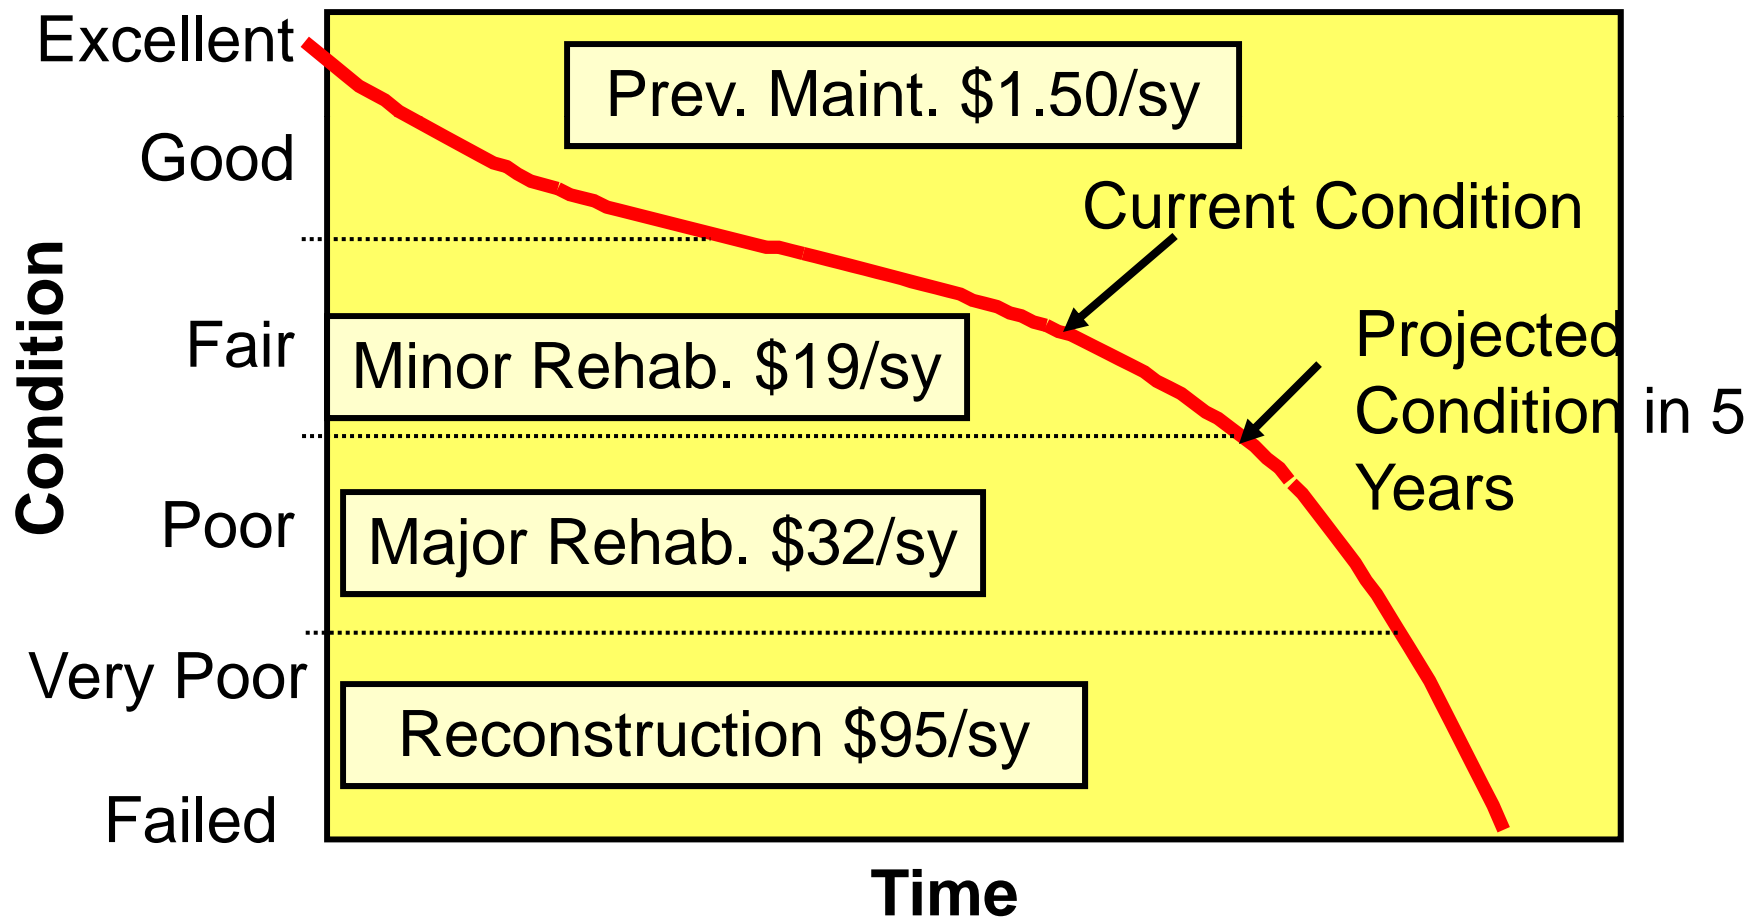 Excellent
Prev. Maint. $1.50/sy
Good
Current Condition
Condition
Fair
Minor Rehab. $19/sy
Projected
Condition in 5
Years
Poor
Major Rehab. $32/sy
Very Poor
Reconstruction $95/sy
Failed
Time